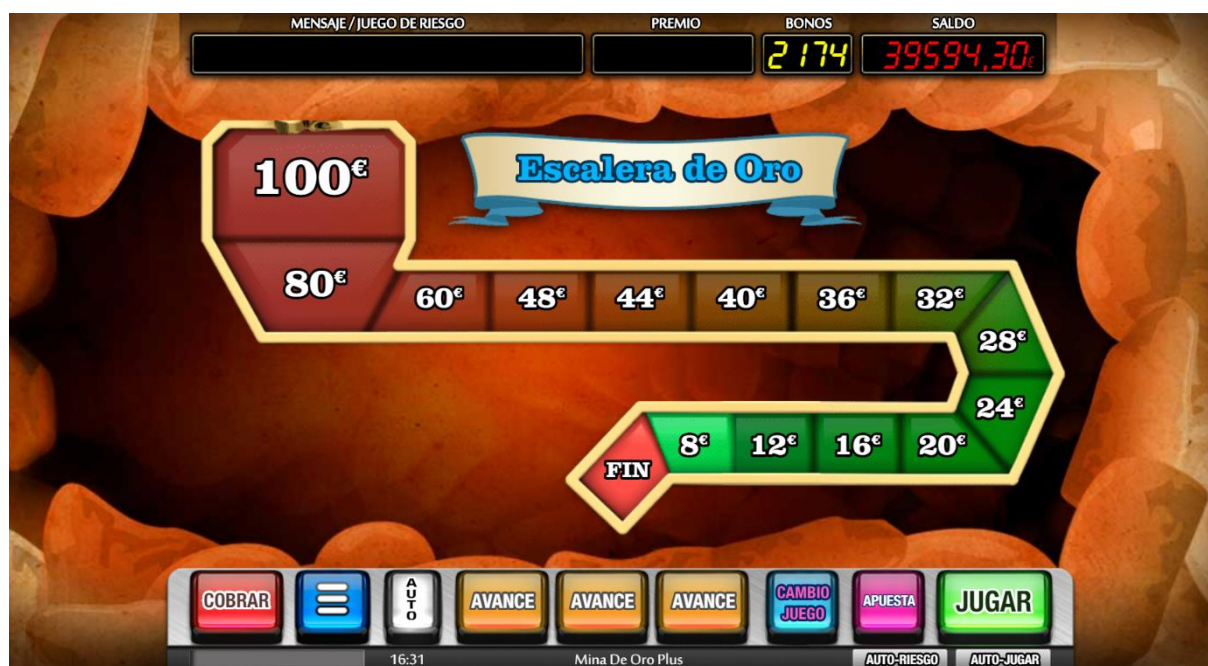 MENSAJE / JUEGO DE RIESGO PREMIO BONOS SALDO
2174 39594,30€
Escalera de Oro
100€
80€ 60€ 48€ 44€ 40€ 36€ 32€
28€
24€
FIN 8€ 12€ 16€ 20€
COBRAR AUTO AVANCE AVANCE AVANCE CAMBIO JUEGO APUESTA JUGAR
16:31 Mina De Oro Plus AUTO-RIESGO AUTO-JUGAR